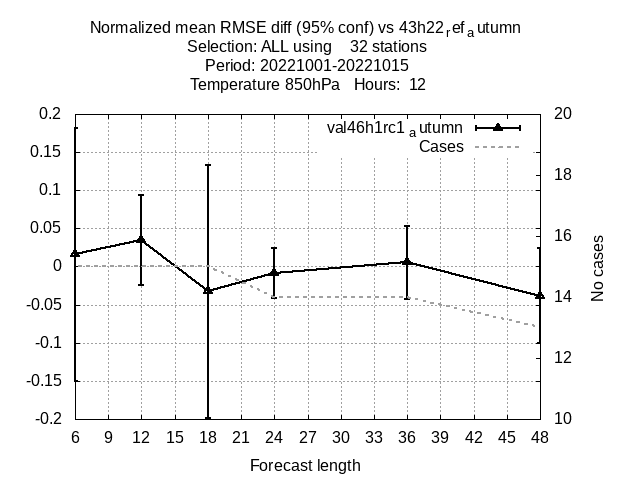 Normalized mean RMSE diff (95% conf) vs 43h22refautumn
Selection: ALL using 32 stations
Period: 20221001-20221015
Temperature 850hPa Hours: 12
0.2 20
val46h1rc1autumn
Cases
0.15
18
0.1
0.05 16
0
-0.05 14
-0.1
12
-0.15
-0.2 10
No cases
6 9 12 15 18 21 24 27 30 33 36 39 42 45 48
Forecast length